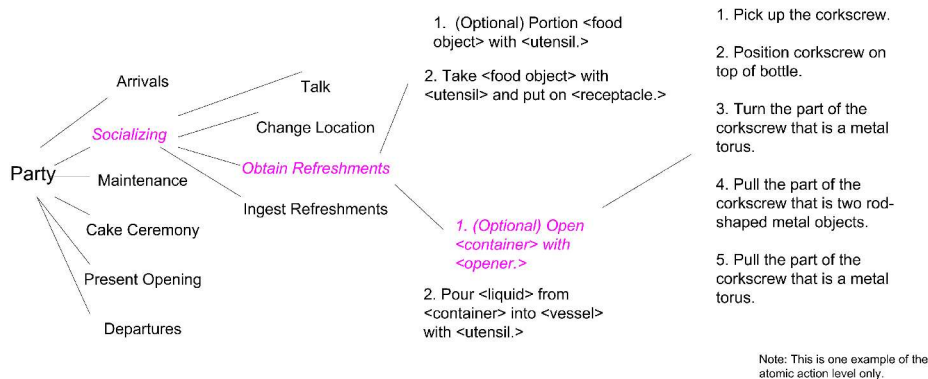 Party
Arrivals
Socializing
Maintenance
Cake Ceremony
Present Opening
Departures
Talk
Change Location
Obtain Refreshments
Ingest Refreshments
1. (Optional) Portion <food
object> with <utensil.>
2. Take <food object> with
<utensil> and put on <receptacle.>
1. (Optional) Open
<container> with
<opener.>
2. Pour <liquid> from
<container> into <vessel>
with <utensil.>
1. Pick up the corkscrew.
2. Position corkscrew on
top of bottle.
3. Turn the part of the
corkscrew that is a metal
torus.
4. Pull the part of the
corkscrew that is two rod-
shaped metal objects.
5. Pull the part of the
corkscrew that is a metal
torus.
Note: This is one example of the
atomic action level only.